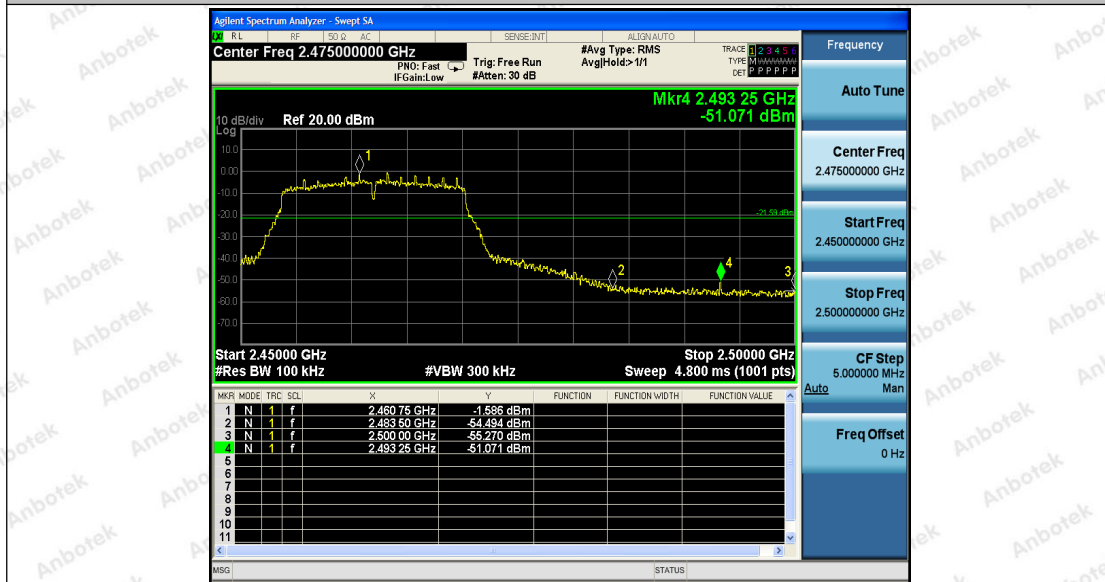 Agilent Spectrum Analyzer - Swept SA
RL RF 50 Ω AC SENSE:INT ALIGN AUTO
Center Freq 2.475000000 GHz
PNO: Fast
IFGain:Low
Trig: Free Run
#Atten: 30 dB
#Avg Type: RMS
Avg|Hold:>1/1
TRACE 1 2 3 4 5 6
TYPE M WWWWW
DET P P P P P P
Mkr4 2.493 25 GHz
-51.071 dBm
10 dB/div Ref 20.00 dBm
Log
10.0
0.00
-10.0
-20.0
-30.0
-40.0
-50.0
-60.0
-70.0
1
-21.59 dBm
2
4
3
Start 2.45000 GHz Stop 2.50000 GHz
#Res BW 100 kHz #VBW 300 kHz Sweep 4.800 ms (1001 pts)
MKR MODE TRC SCL X Y FUNCTION FUNCTION WIDTH FUNCTION VALUE
1 N 1 f 2.460 75 GHz -1.586 dBm
2 N 1 f 2.483 50 GHz -54.494 dBm
3 N 1 f 2.500 00 GHz -55.270 dBm
4 N 1 f 2.493 25 GHz -51.071 dBm
5
6
7
8
9
10
11
MSG STATUS
Frequency
Auto Tune
Center Freq
2.475000000 GHz
Start Freq
2.450000000 GHz
Stop Freq
2.500000000 GHz
CF Step
5.000000 MHz
Auto Man
Freq Offset
0 Hz
Anbotek